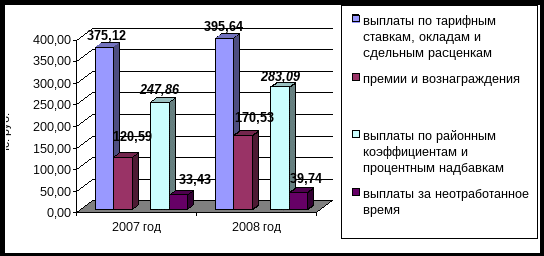 400,00
350,00
300,00
250,00
200,00
150,00
100,00
50,00
0,00
375,12
120,59
247,86
33,43
395,64
170,53
283,09
39,74
2007 год
2008 год
выплаты по тарифным
ставкам, окладам и
сдельным расценкам
премии и вознаграждения
выплаты по районным
коэффициентам и
процентным надбавкам
выплаты за неотработанное
время